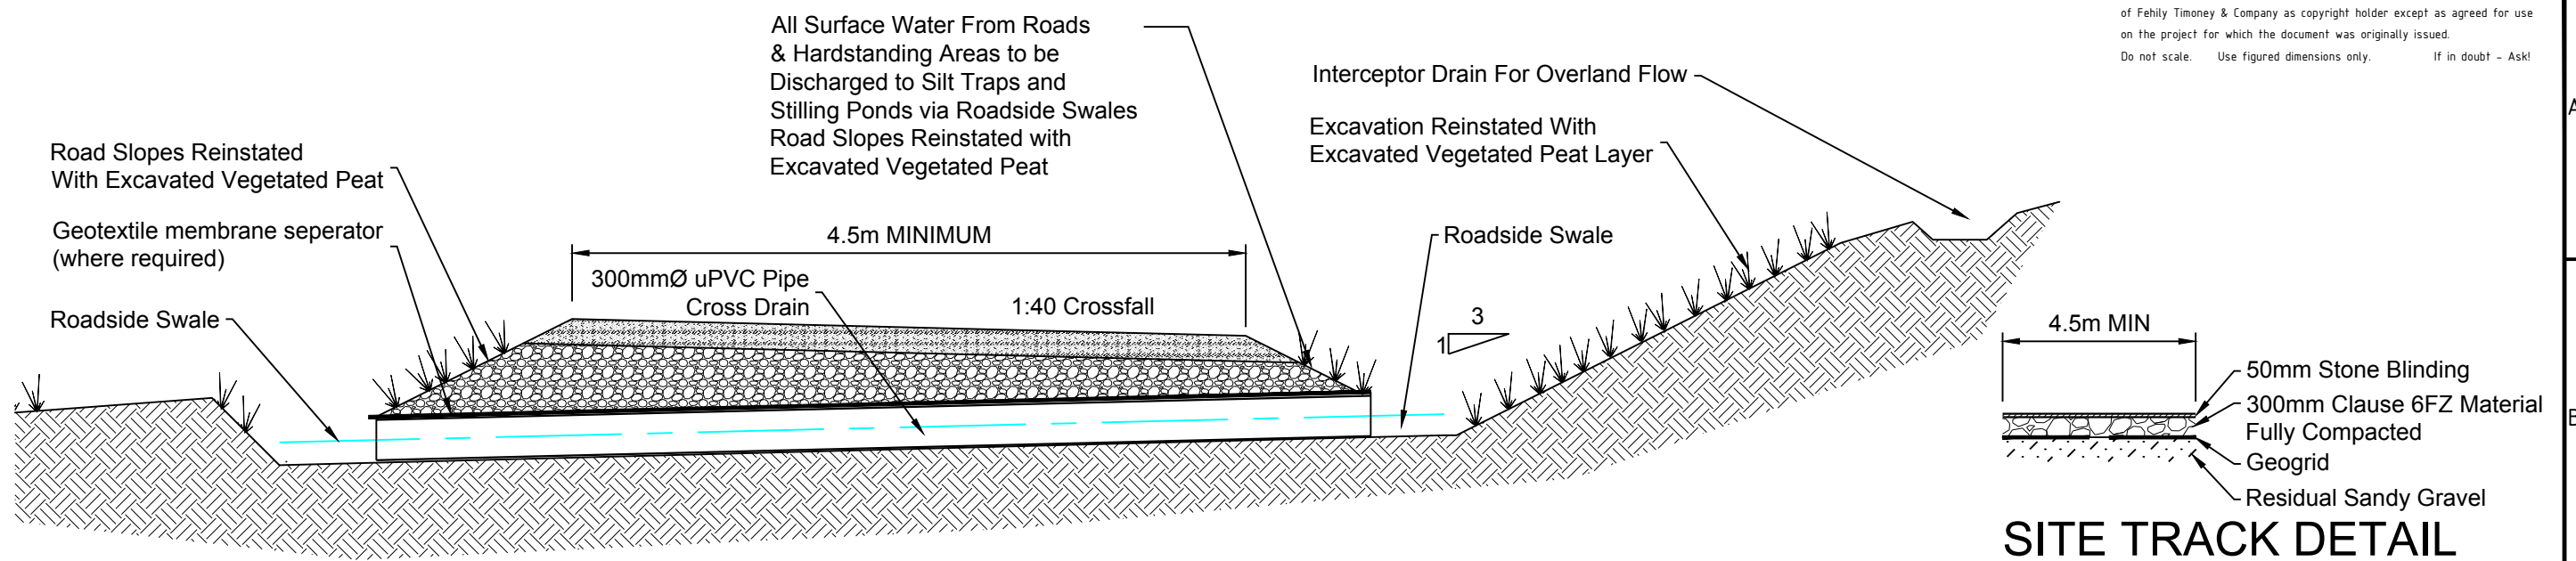 of Fehily Timoney & Company as copyright holder except as agreed for use
on the project for which the document was originally issued.
Do not scale. Use figured dimensions only. If in doubt - Ask!
All Surface Water From Roads
& Hardstanding Areas to be
Discharged to Silt Traps and
Stilling Ponds via Roadside Swales
Road Slopes Reinstated with
Excavated Vegetated Peat
Interceptor Drain For Overland Flow
Excavation Reinstated With
Excavated Vegetated Peat Layer
Road Slopes Reinstated
With Excavated Vegetated Peat
Geotextile membrane seperator
(where required)
Roadside Swale
4.5m MINIMUM
300mmØ uPVC Pipe
Cross Drain
1:40 Crossfall
Roadside Swale
3
1
4.5m MIN
50mm Stone Blinding
300mm Clause 6FZ Material
Fully Compacted
Geogrid
Residual Sandy Gravel
SITE TRACK DETAIL